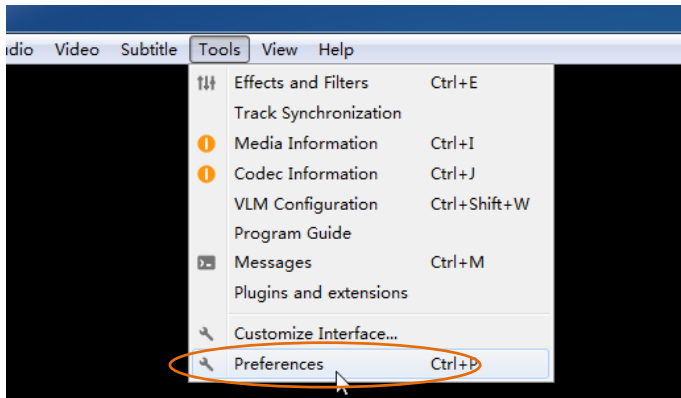 dio Video Subtitle Tools View Help
Effects and Filters Ctrl+E
Track Synchronization
Media Information Ctrl+I
Codec Information Ctrl+J
VLM Configuration Ctrl+Shift+W
Program Guide
Messages Ctrl+M
Plugins and extensions
Customize Interface...
Preferences Ctrl+P